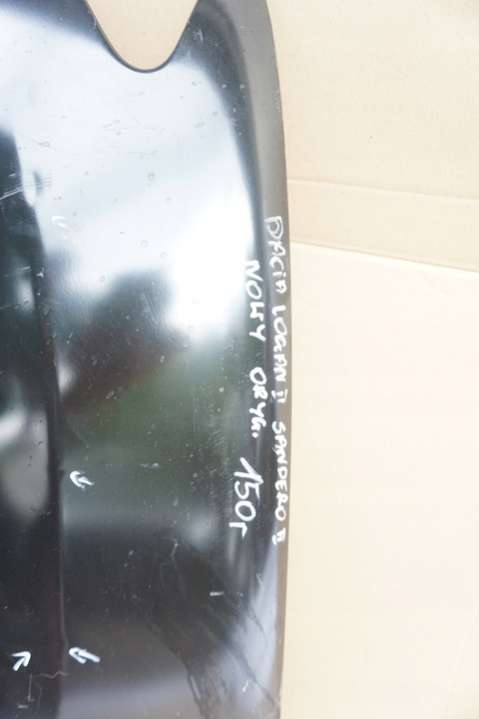 DACiA LOGAN II SANDERO II
NOWY ORYG.
150r